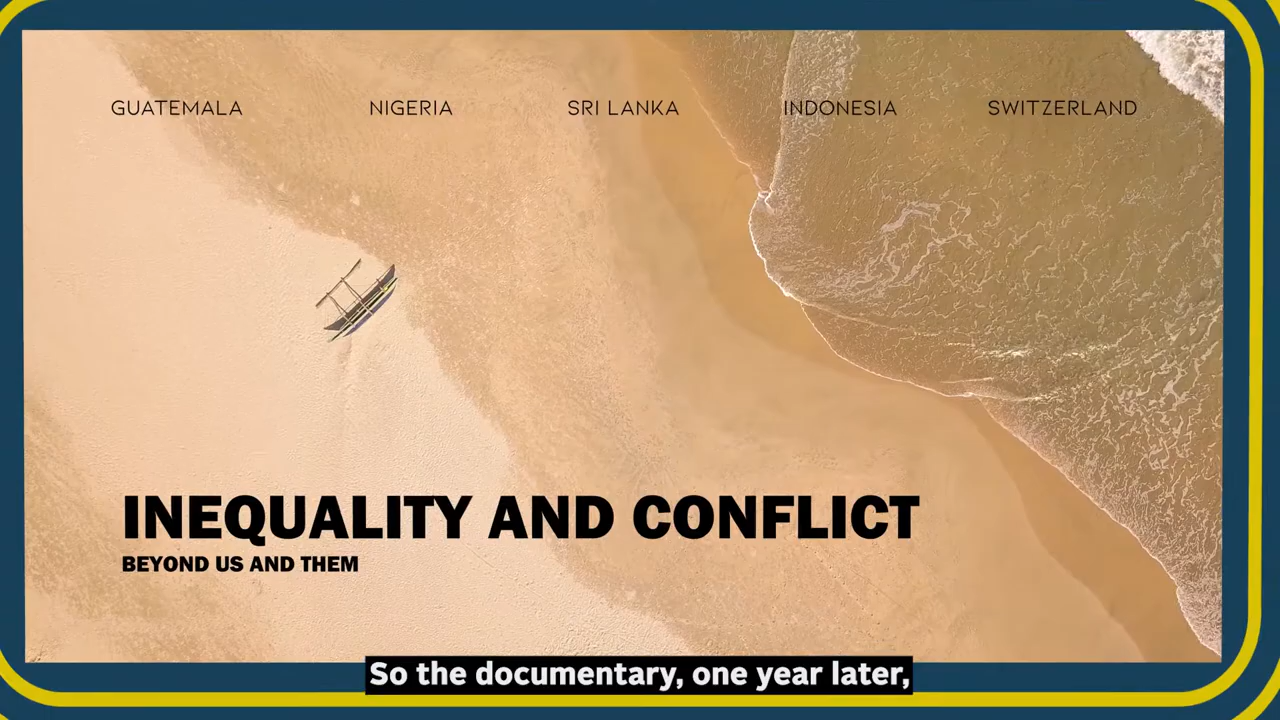 GUATEMALA NIGERIA SRI LANKA INDONESIA SWITZERLAND
INEQUALITY AND CONFLICT
BEYOND US AND THEM
So the documentary, one year later,